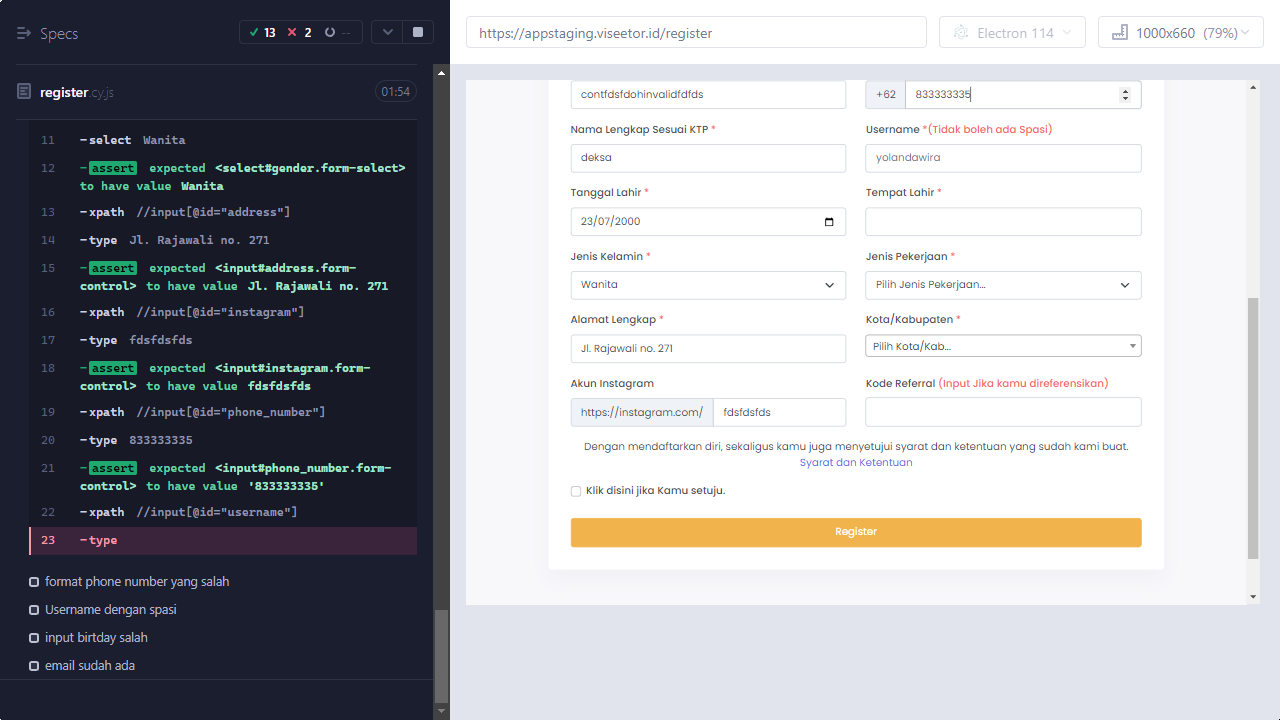 Specs
13
2
--
register.cy.js
01:54
11 -select Wanita
12 -assert expected <select#gender.form-select>
to have value Wanita
13 -xpath //input[@id="address"]
14 -type Jl. Rajawali no. 271
15 -assert expected <input#address.form-
control> to have value Jl. Rajawali no. 271
16 -xpath //input[@id="instagram"]
17 -type fdsfdsfds
18 -assert expected <input#instagram.form-
control> to have value fdsfdsfds
19 -xpath //input[@id="phone_number"]
20 -type 833333335
21 -assert expected <input#phone_number.form-
control> to have value '833333335'
22 -xpath //input[@id="username"]
23 -type
format phone number yang salah
Username dengan spasi
input birtday salah
email sudah ada
https://appstaging.viseetor.id/register
Electron 114
1000x660 (79%)
contfdsfdohinvalidfdfds
+62 833333335
Nama Lengkap Sesuai KTP *
Username *(Tidak boleh ada Spasi)
deksa
yolandawira
Tanggal Lahir *
Tempat Lahir *
23/07/2000
Jenis Kelamin *
Jenis Pekerjaan *
Wanita
Pilih Jenis Pekerjaan...
Alamat Lengkap *
Kota/Kabupaten *
Jl. Rajawali no. 271
Pilih Kota/Kab...
Akun Instagram
Kode Referral (Input Jika kamu direferensikan)
https://instagram.com/ fdsfdsfds
Dengan mendaftarkan diri, sekaligus kamu juga menyetujui syarat dan ketentuan yang sudah kami buat.
Syarat dan Ketentuan
Klik disini jika Kamu setuju.
Register